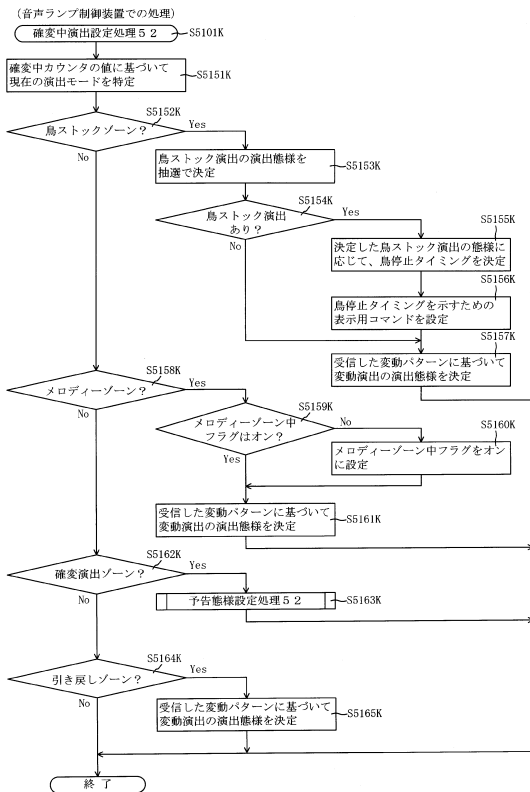 (音声ランプ制御装置での処理)
確変中演出設定処理52
S5101K
確変中カウンタの値に基づいて
現在の演出モードを特定
S5151K
S5152K
鳥ストックゾーン?
Yes
No
鳥ストック演出の演出態様を
抽選で決定
S5153K
S5154K
鳥ストック演出
あり?
Yes
No
S5155K
決定した鳥ストック演出の態様に
応じて、鳥停止タイミングを決定
S5156K
鳥停止タイミングを示すための
表示用コマンドを設定
S5157K
受信した変動パターンに基づいて
変動演出の演出態様を決定
S5158K
メロディーゾーン?
Yes
No
S5159K
メロディーゾーン中
フラグはオン?
No
Yes
S5160K
メロディーゾーン中フラグをオン
に設定
受信した変動パターンに基づいて
変動演出の演出態様を決定
S5161K
S5162K
確変演出ゾーン?
Yes
No
予告態様設定処理52
S5163K
S5164K
引き戻しゾーン?
Yes
No
受信した変動パターンに基づいて
変動演出の演出態様を決定
S5165K
終了